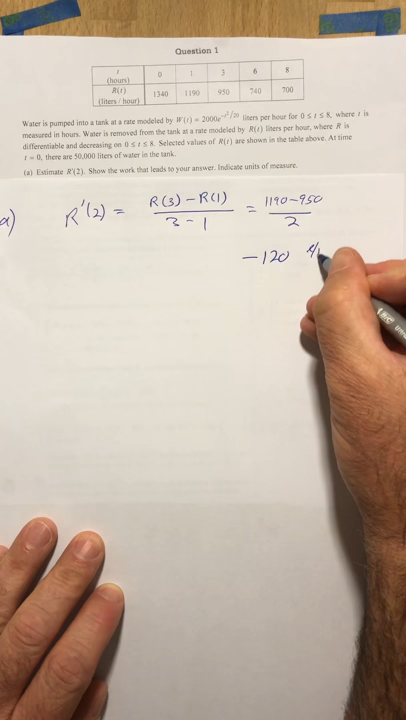 Question 1
t (hours) 0 1 3 6 8
R(t) (liters / hour) 1340 1190 950 740 700
Water is pumped into a tank at a rate modeled by W(t) = 2000e^{-t²/20} liters per hour for 0 ≤ t ≤ 8, where t is
measured in hours. Water is removed from the tank at a rate modeled by R(t) liters per hour, where R is
differentiable and decreasing on 0 ≤ t ≤ 8. Selected values of R(t) are shown in the table above. At time
t = 0, there are 50,000 liters of water in the tank.
(a) Estimate R′(2). Show the work that leads to your answer. Indicate units of measure.
a) R'(2) = (R(3) - R(1))/(3 - 1) = (1190-950)/2
-120 ℓ/